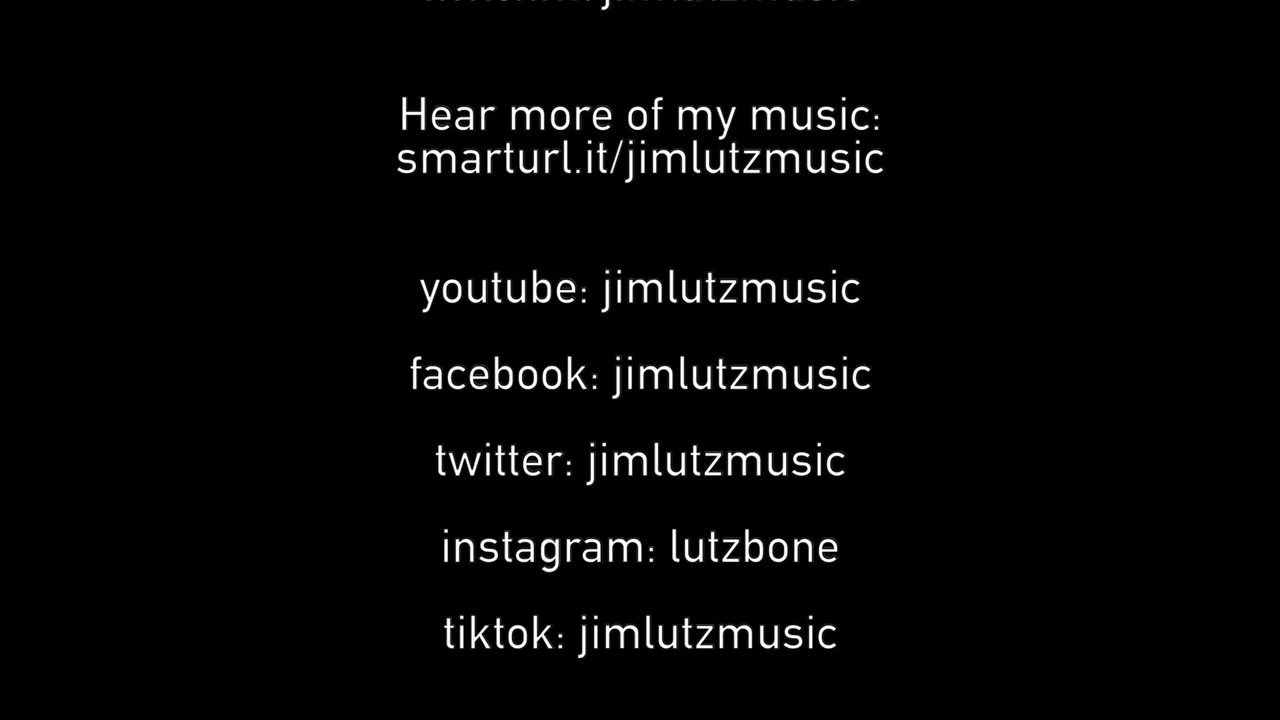 Hear more of my music:
smarturl.it/jimlutzmusic
youtube: jimlutzmusic
facebook: jimlutzmusic
twitter: jimlutzmusic
instagram: lutzbone
tiktok: jimlutzmusic